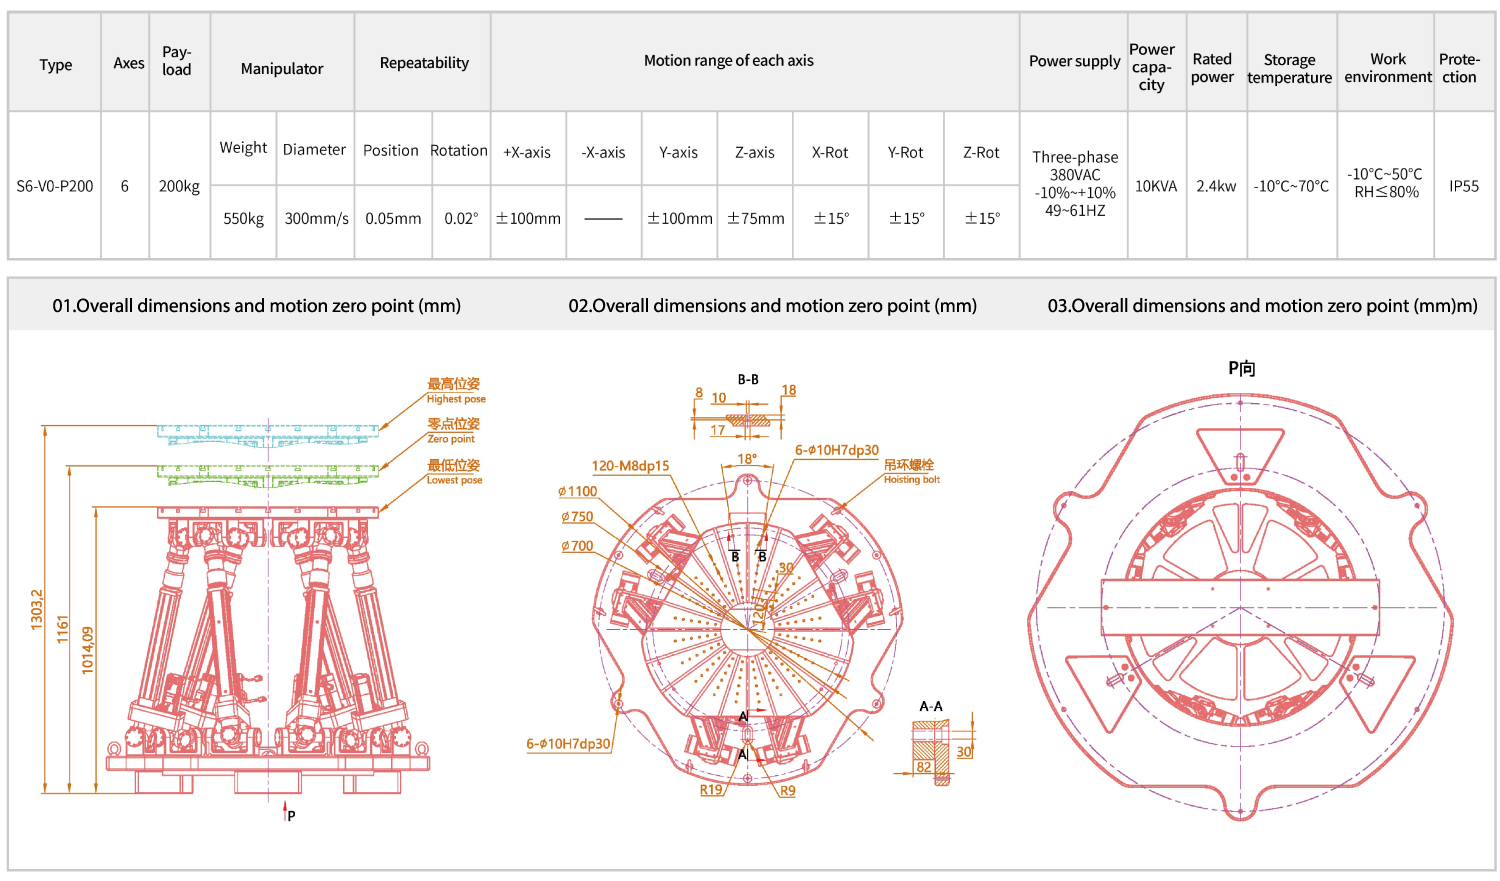 Type
Axes
Pay-
load
Manipulator
Repeatability
Motion range of each axis
Power supply
Power
capa-
city
Rated
power
Storage
temperature
Work
environment
Prote-
ction
S6-V0-P200
6
200kg
Weight
Diameter
Position
Rotation
+X-axis
-X-axis
Y-axis
Z-axis
X-Rot
Y-Rot
Z-Rot
550kg
300mm/s
0.05mm
0.02°
±100mm
——
±100mm
±75mm
±15°
±15°
±15°
Three-phase
380VAC
-10%~+10%
49~61HZ
10KVA
2.4kw
-10°C~70°C
-10°C~50°C
RH≤80%
IP55
01.Overall dimensions and motion zero point (mm)
02.Overall dimensions and motion zero point (mm)
03.Overall dimensions and motion zero point (mm)m)
最高位姿
Highest pose
零点位姿
Zero point
最低位姿
Lowest pose
1303,2
1161
1014,09
P
B-B
8
10
18
17
120-M8dp15
18°
6-φ10H7dp30
吊环螺栓
Hoisting bolt
φ1100
φ750
φ700
B
B
30
A
A
6-φ10H7dp30
R19
R9
A-A
30
82
P向